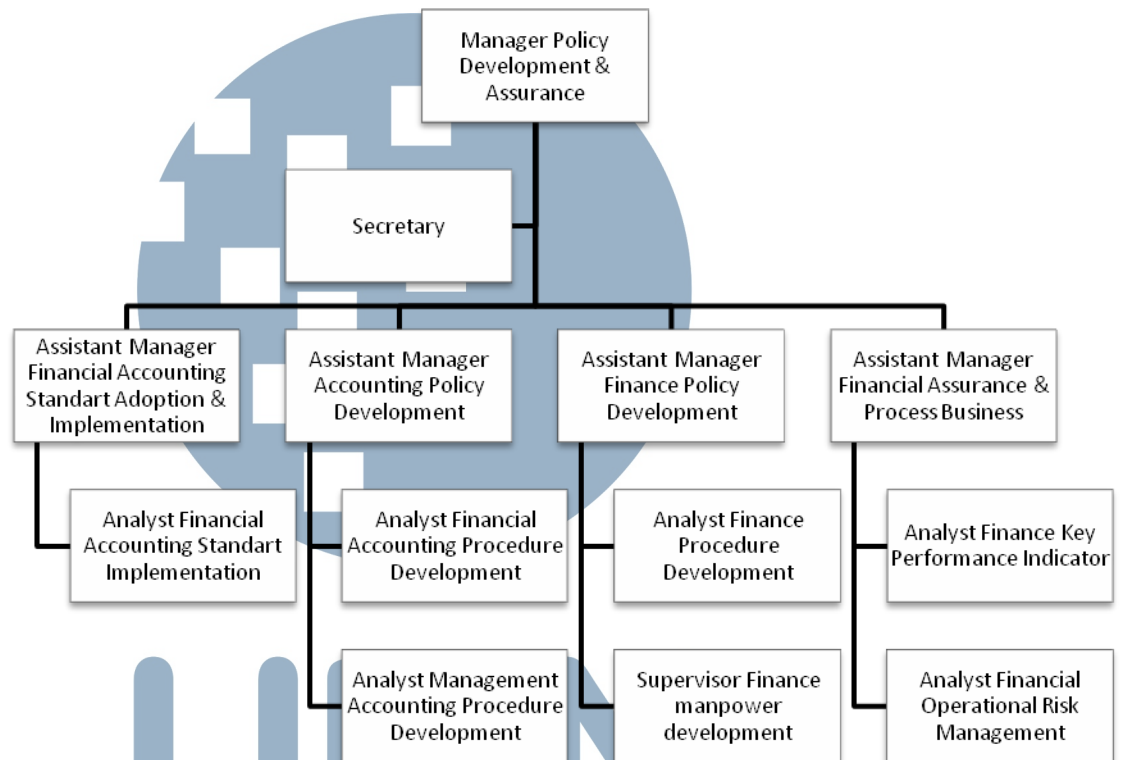 Manager Policy
Development &
Assurance
Secretary
Assistant Manager
Financial Accounting
Standart Adoption &
Implementation
Assistant Manager
Accounting Policy
Development
Assistant Manager
Finance Policy
Development
Assistant Manager
Financial Assurance &
Process Business
Analyst Financial
Accounting Standart
Implementation
Analyst Financial
Accounting Procedure
Development
Analyst Finance
Procedure
Development
Analyst Finance Key
Performance Indicator
Analyst Management
Accounting Procedure
Development
Supervisor Finance
manpower
development
Analyst Financial
Operational Risk
Management